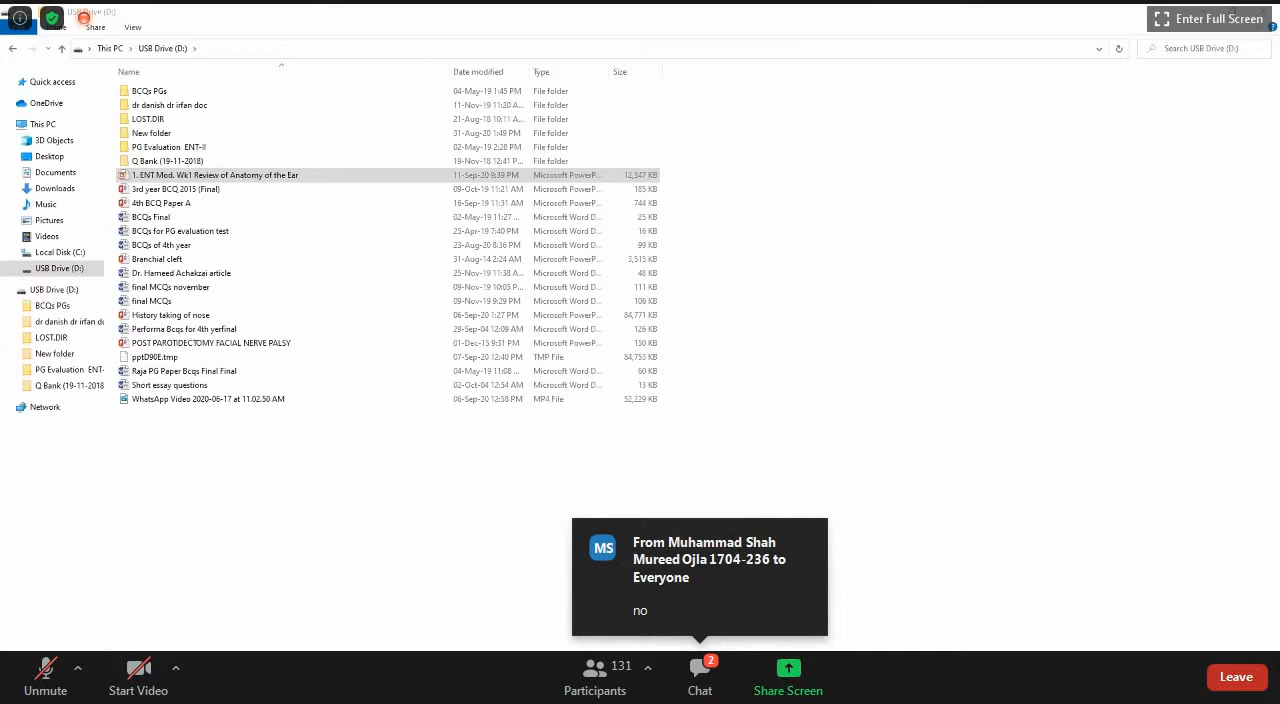 USB Drive (D:)
Enter Full Screen
Share View
This PC USB Drive (D:)
Search USB Drive (D:)
Name Date modified Type Size
Quick access
OneDrive
This PC
3D Objects
Desktop
Documents
Downloads
Music
Pictures
Videos
Local Disk (C:)
USB Drive (D:)
USB Drive (D:)
BCQs PGs
dr danish dr irfan dc
LOST.DIR
New folder
PG Evaluation ENT-
Q Bank (19-11-2018
Network
BCQs PGs 04-May-19 1:45 PM File folder
dr danish dr irfan doc 11-Nov-19 11:20 A... File folder
LOST.DIR 21-Aug-18 10:11 A... File folder
New folder 31-Aug-20 1:49 PM File folder
PG Evaluation ENT-II 02-May-19 2:28 PM File folder
Q Bank (19-11-2018) 19-Nov-18 12:41 P... File folder
1. ENT Mod. Wk1 Review of Anatomy of the Ear 11-Sep-20 9:39 PM Microsoft PowerP... 12,347 KB
3rd year BCQ 2015 (Final) 09-Oct-19 11:21 AM Microsoft PowerP... 185 KB
4th BCQ Paper A 16-Sep-19 11:31 AM Microsoft PowerP... 744 KB
BCQs Final 02-May-19 11:27 ... Microsoft Word D... 25 KB
BCQs for PG evaluation test 25-Apr-19 7:40 PM Microsoft Word D... 16 KB
BCQs of 4th year 23-Aug-20 8:36 PM Microsoft Word D... 99 KB
Branchial cleft 31-Aug-14 2:24 AM Microsoft PowerP... 3,515 KB
Dr. Hameed Achakzai article 25-Nov-19 11:38 A... Microsoft Word D... 48 KB
final MCQs november 09-Nov-19 10:05 P... Microsoft Word D... 111 KB
final MCQs 09-Nov-19 9:29 PM Microsoft Word D... 106 KB
History taking of nose 06-Sep-20 1:27 PM Microsoft PowerP... 84,771 KB
Performa Bcqs for 4th yerfinal 29-Sep-04 12:09 AM Microsoft Word D... 126 KB
POST PAROTIDECTOMY FACIAL NERVE PALSY 01-Dec-15 9:31 PM Microsoft PowerP... 150 KB
pptD90E.tmp 07-Sep-20 12:40 PM TMP File 84,753 KB
Raja PG Paper Bcqs Final Final 04-May-19 11:08 ... Microsoft Word D... 60 KB
Short essay questions 02-Oct-04 12:54 AM Microsoft Word D... 13 KB
WhatsApp Video 2020-06-17 at 11.02.50 AM 06-Sep-20 12:58 PM MP4 File 52,229 KB
MS
From Muhammad Shah
Mureed Ojla 1704-236 to
Everyone
no
131
2
Unmute Start Video Participants Chat Share Screen Leave